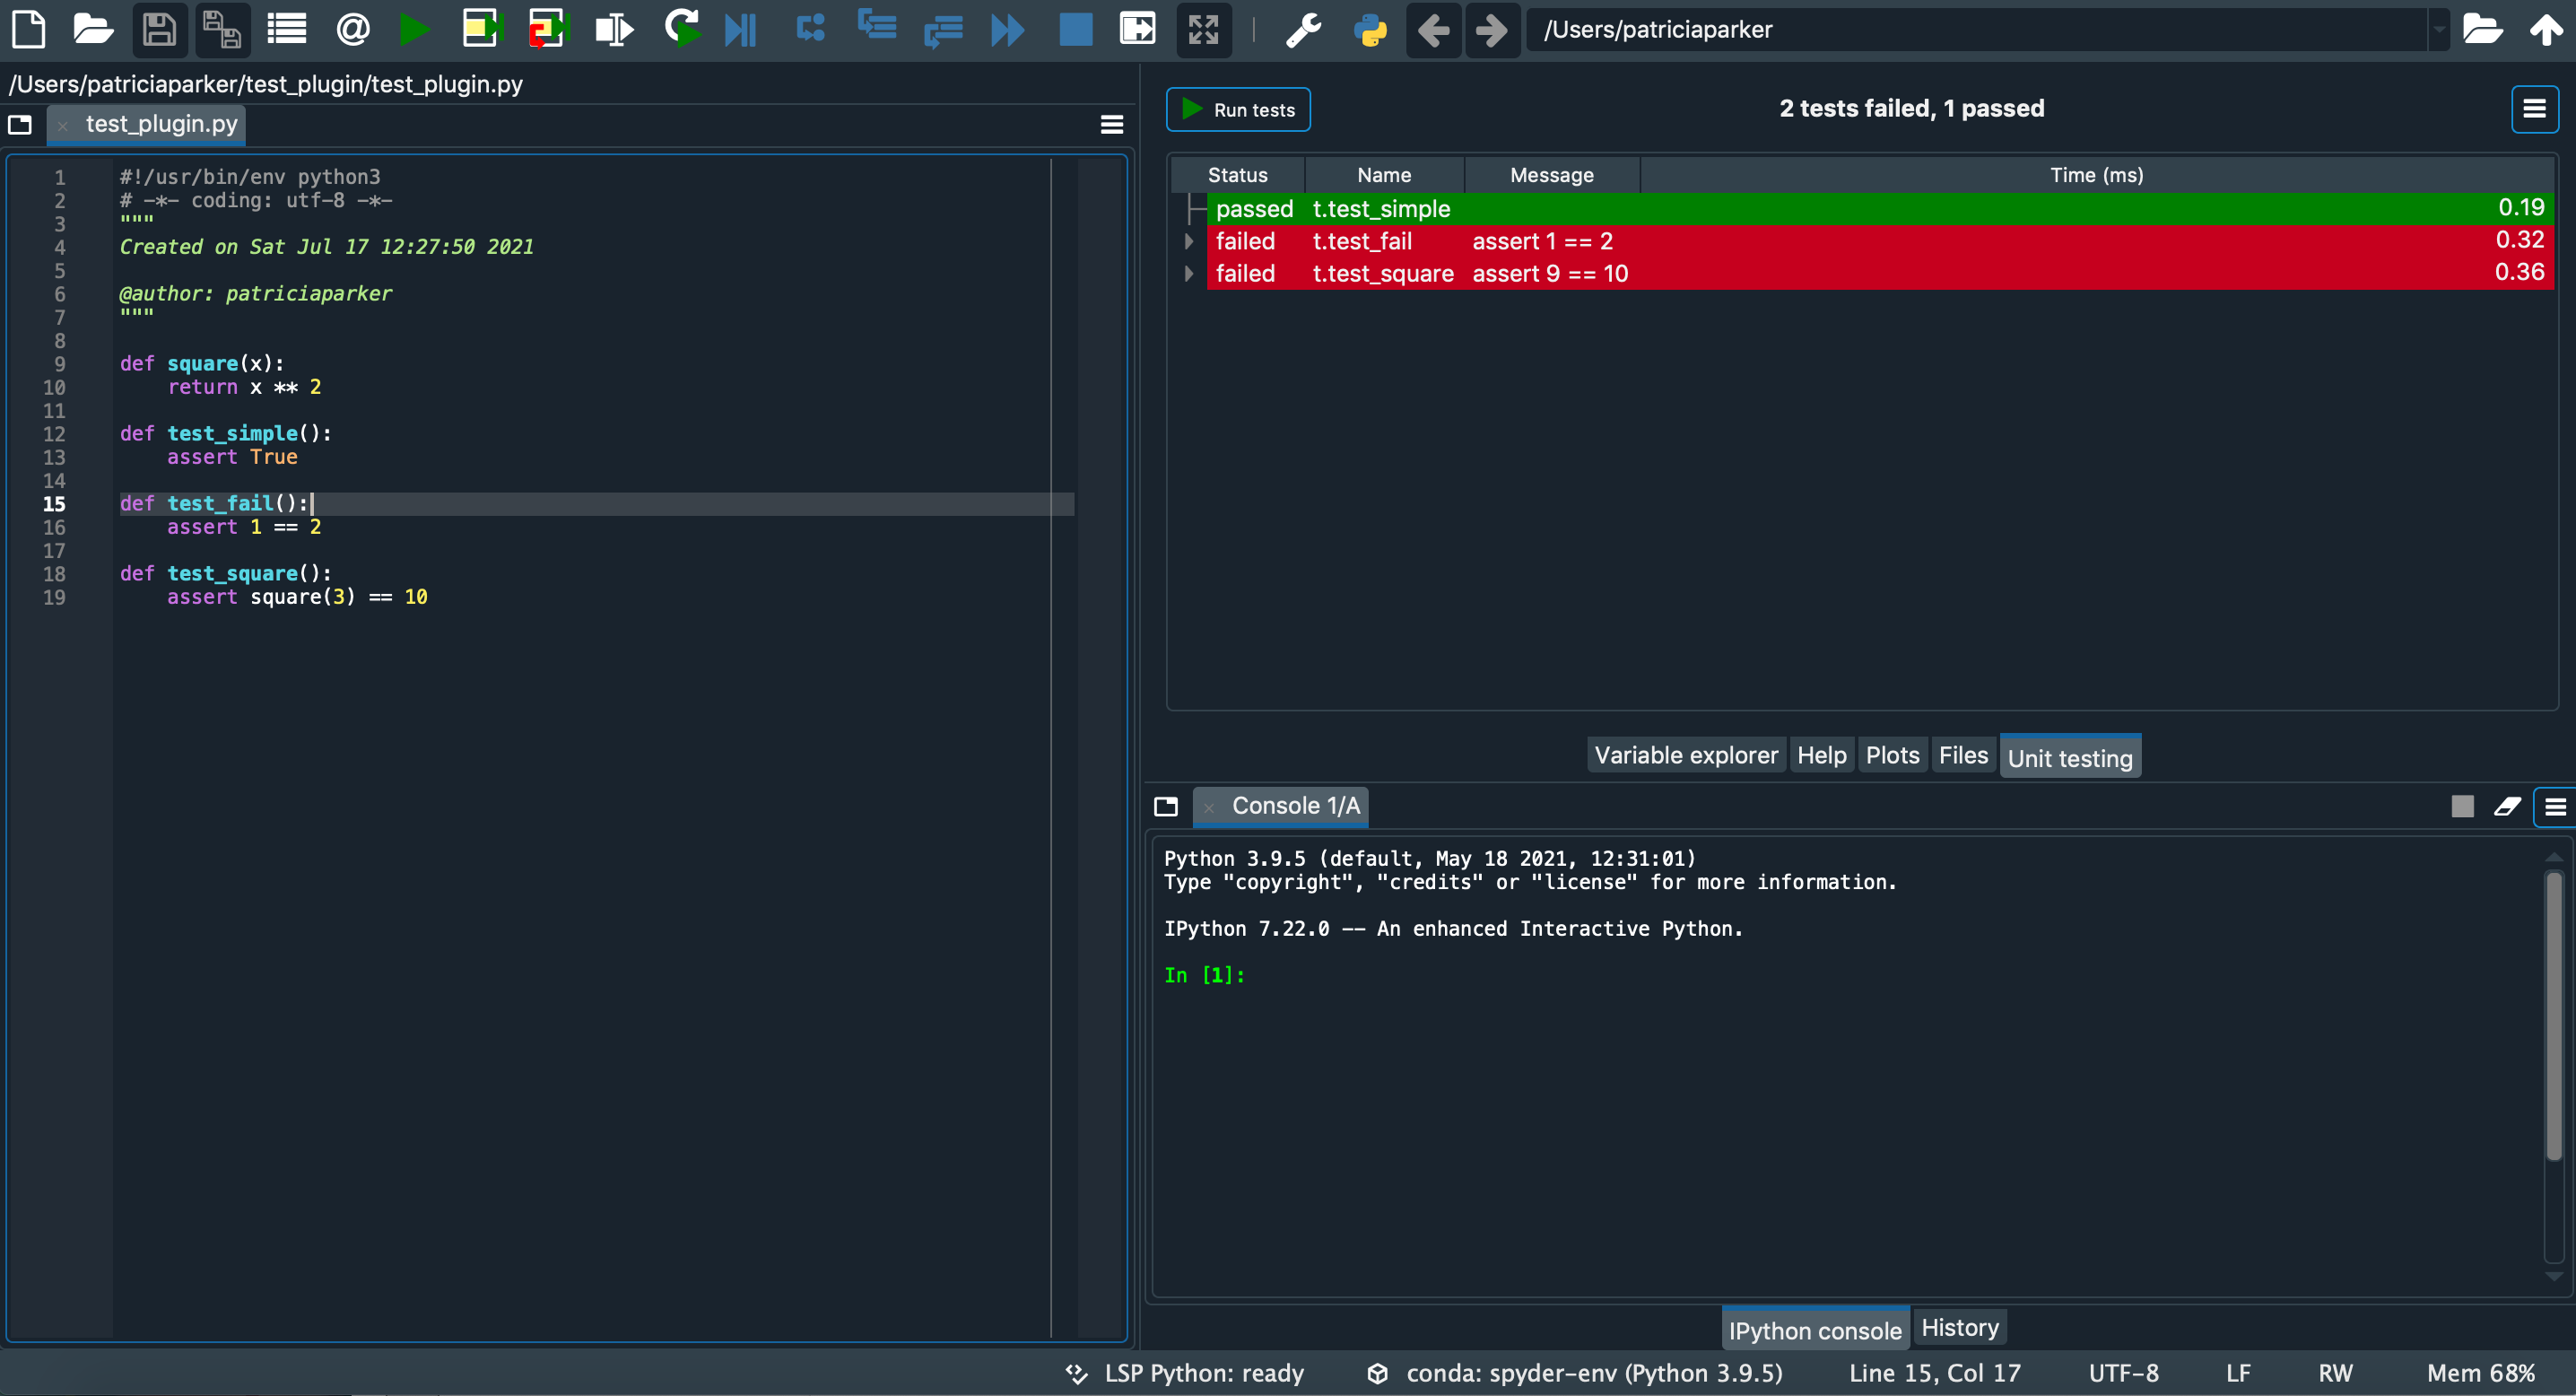 /Users/patriciaparker
/Users/patriciaparker/test_plugin/test_plugin.py
test_plugin.py
1 #!/usr/bin/env python3
2 # -*- coding: utf-8 -*-
3 """
4 Created on Sat Jul 17 12:27:50 2021
5
6 @author: patriciaparker
7 """
8
9 def square(x):
10     return x ** 2
11
12 def test_simple():
13     assert True
14
15 def test_fail():
16     assert 1 == 2
17
18 def test_square():
19     assert square(3) == 10
Run tests
2 tests failed, 1 passed
Status Name Message Time (ms)
passed t.test_simple 0.19
failed t.test_fail assert 1 == 2 0.32
failed t.test_square assert 9 == 10 0.36
Variable explorer Help Plots Files Unit testing
Console 1/A
Python 3.9.5 (default, May 18 2021, 12:31:01)
Type "copyright", "credits" or "license" for more information.
IPython 7.22.0 -- An enhanced Interactive Python.
In [1]:
IPython console History
LSP Python: ready conda: spyder-env (Python 3.9.5) Line 15, Col 17 UTF-8 LF RW Mem 68%